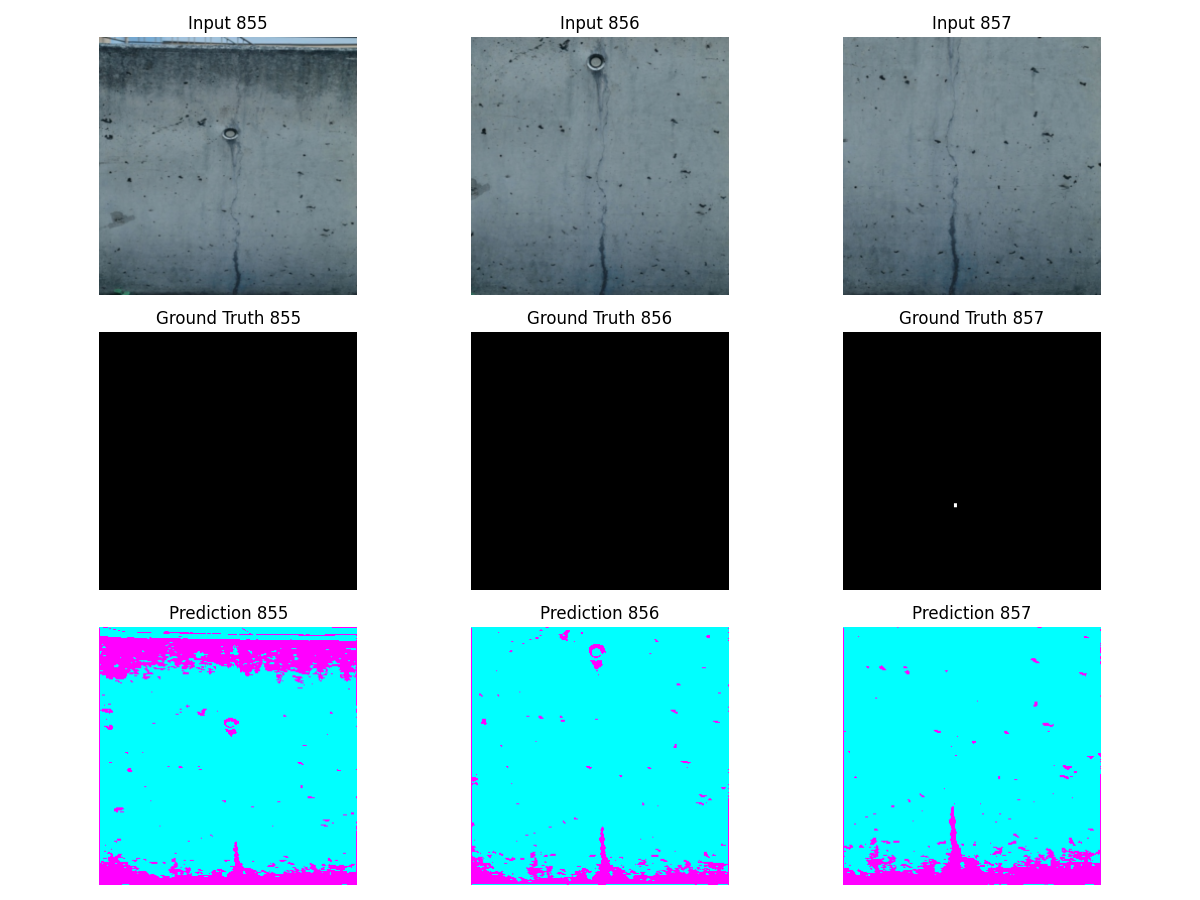 Input 855
Input 856
Input 857
Ground Truth 855
Ground Truth 856
Ground Truth 857
Prediction 855
Prediction 856
Prediction 857